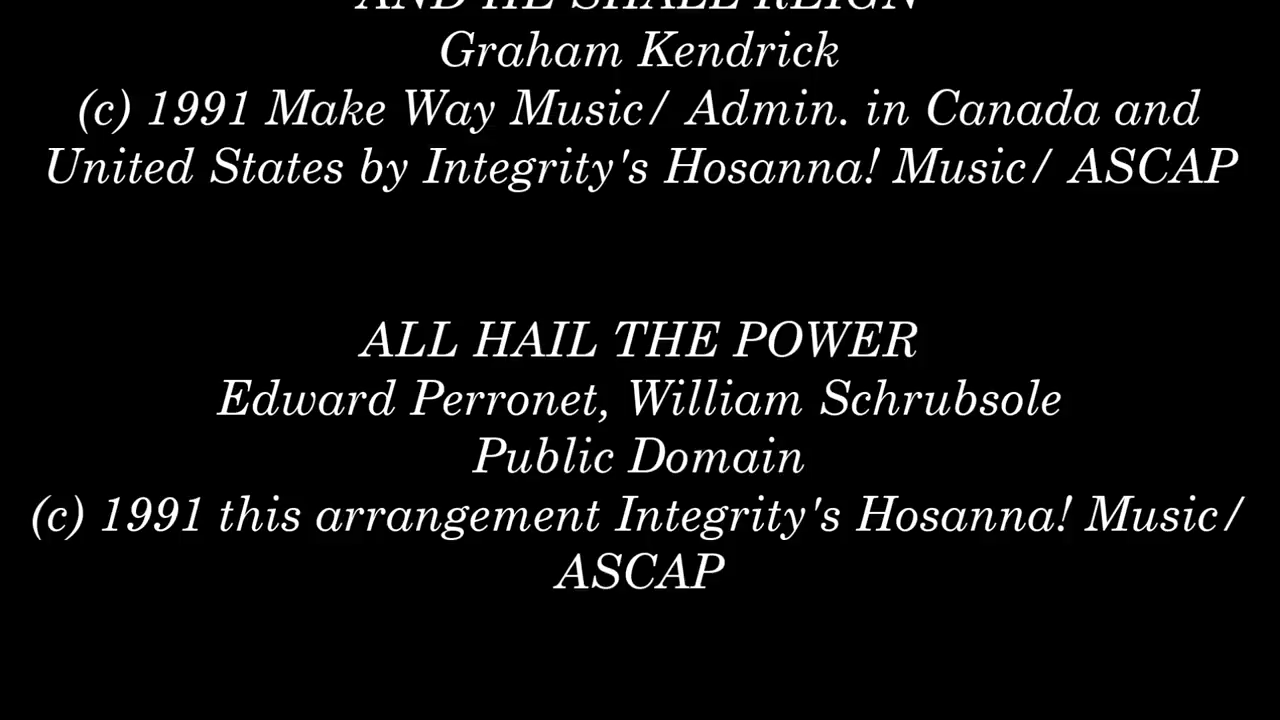 AND HE SHALL REIGN
Graham Kendrick
(c) 1991 Make Way Music/ Admin. in Canada and
United States by Integrity's Hosanna! Music/ ASCAP
ALL HAIL THE POWER
Edward Perronet, William Schrubsole
Public Domain
(c) 1991 this arrangement Integrity's Hosanna! Music/
ASCAP